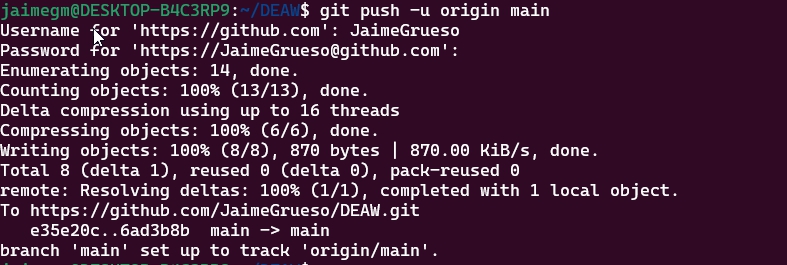 jaimegm@DESKTOP-B4C3RP9:~/DEAW$ git push -u origin main
Username for 'https://github.com': JaimeGrueso
Password for 'https://JaimeGrueso@github.com':
Enumerating objects: 14, done.
Counting objects: 100% (13/13), done.
Delta compression using up to 16 threads
Compressing objects: 100% (6/6), done.
Writing objects: 100% (8/8), 870 bytes | 870.00 KiB/s, done.
Total 8 (delta 1), reused 0 (delta 0), pack-reused 0
remote: Resolving deltas: 100% (1/1), completed with 1 local object.
To https://github.com/JaimeGrueso/DEAW.git
   e35e20c..6ad3b8b  main -> main
branch 'main' set up to track 'origin/main'.